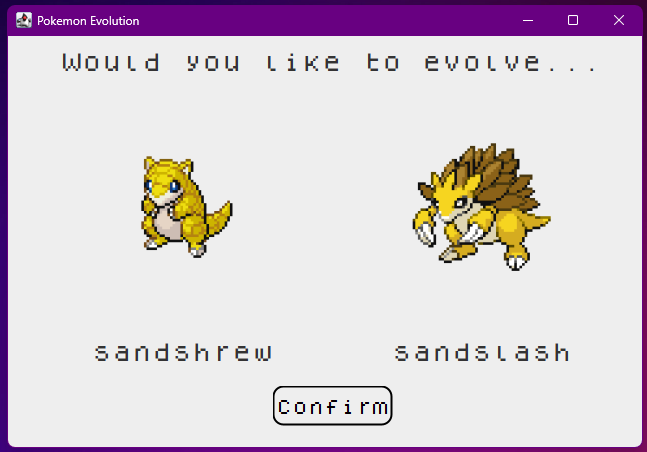 Pokemon Evolution
Would you like to evolve...
sandshrew sandslash
Confirm